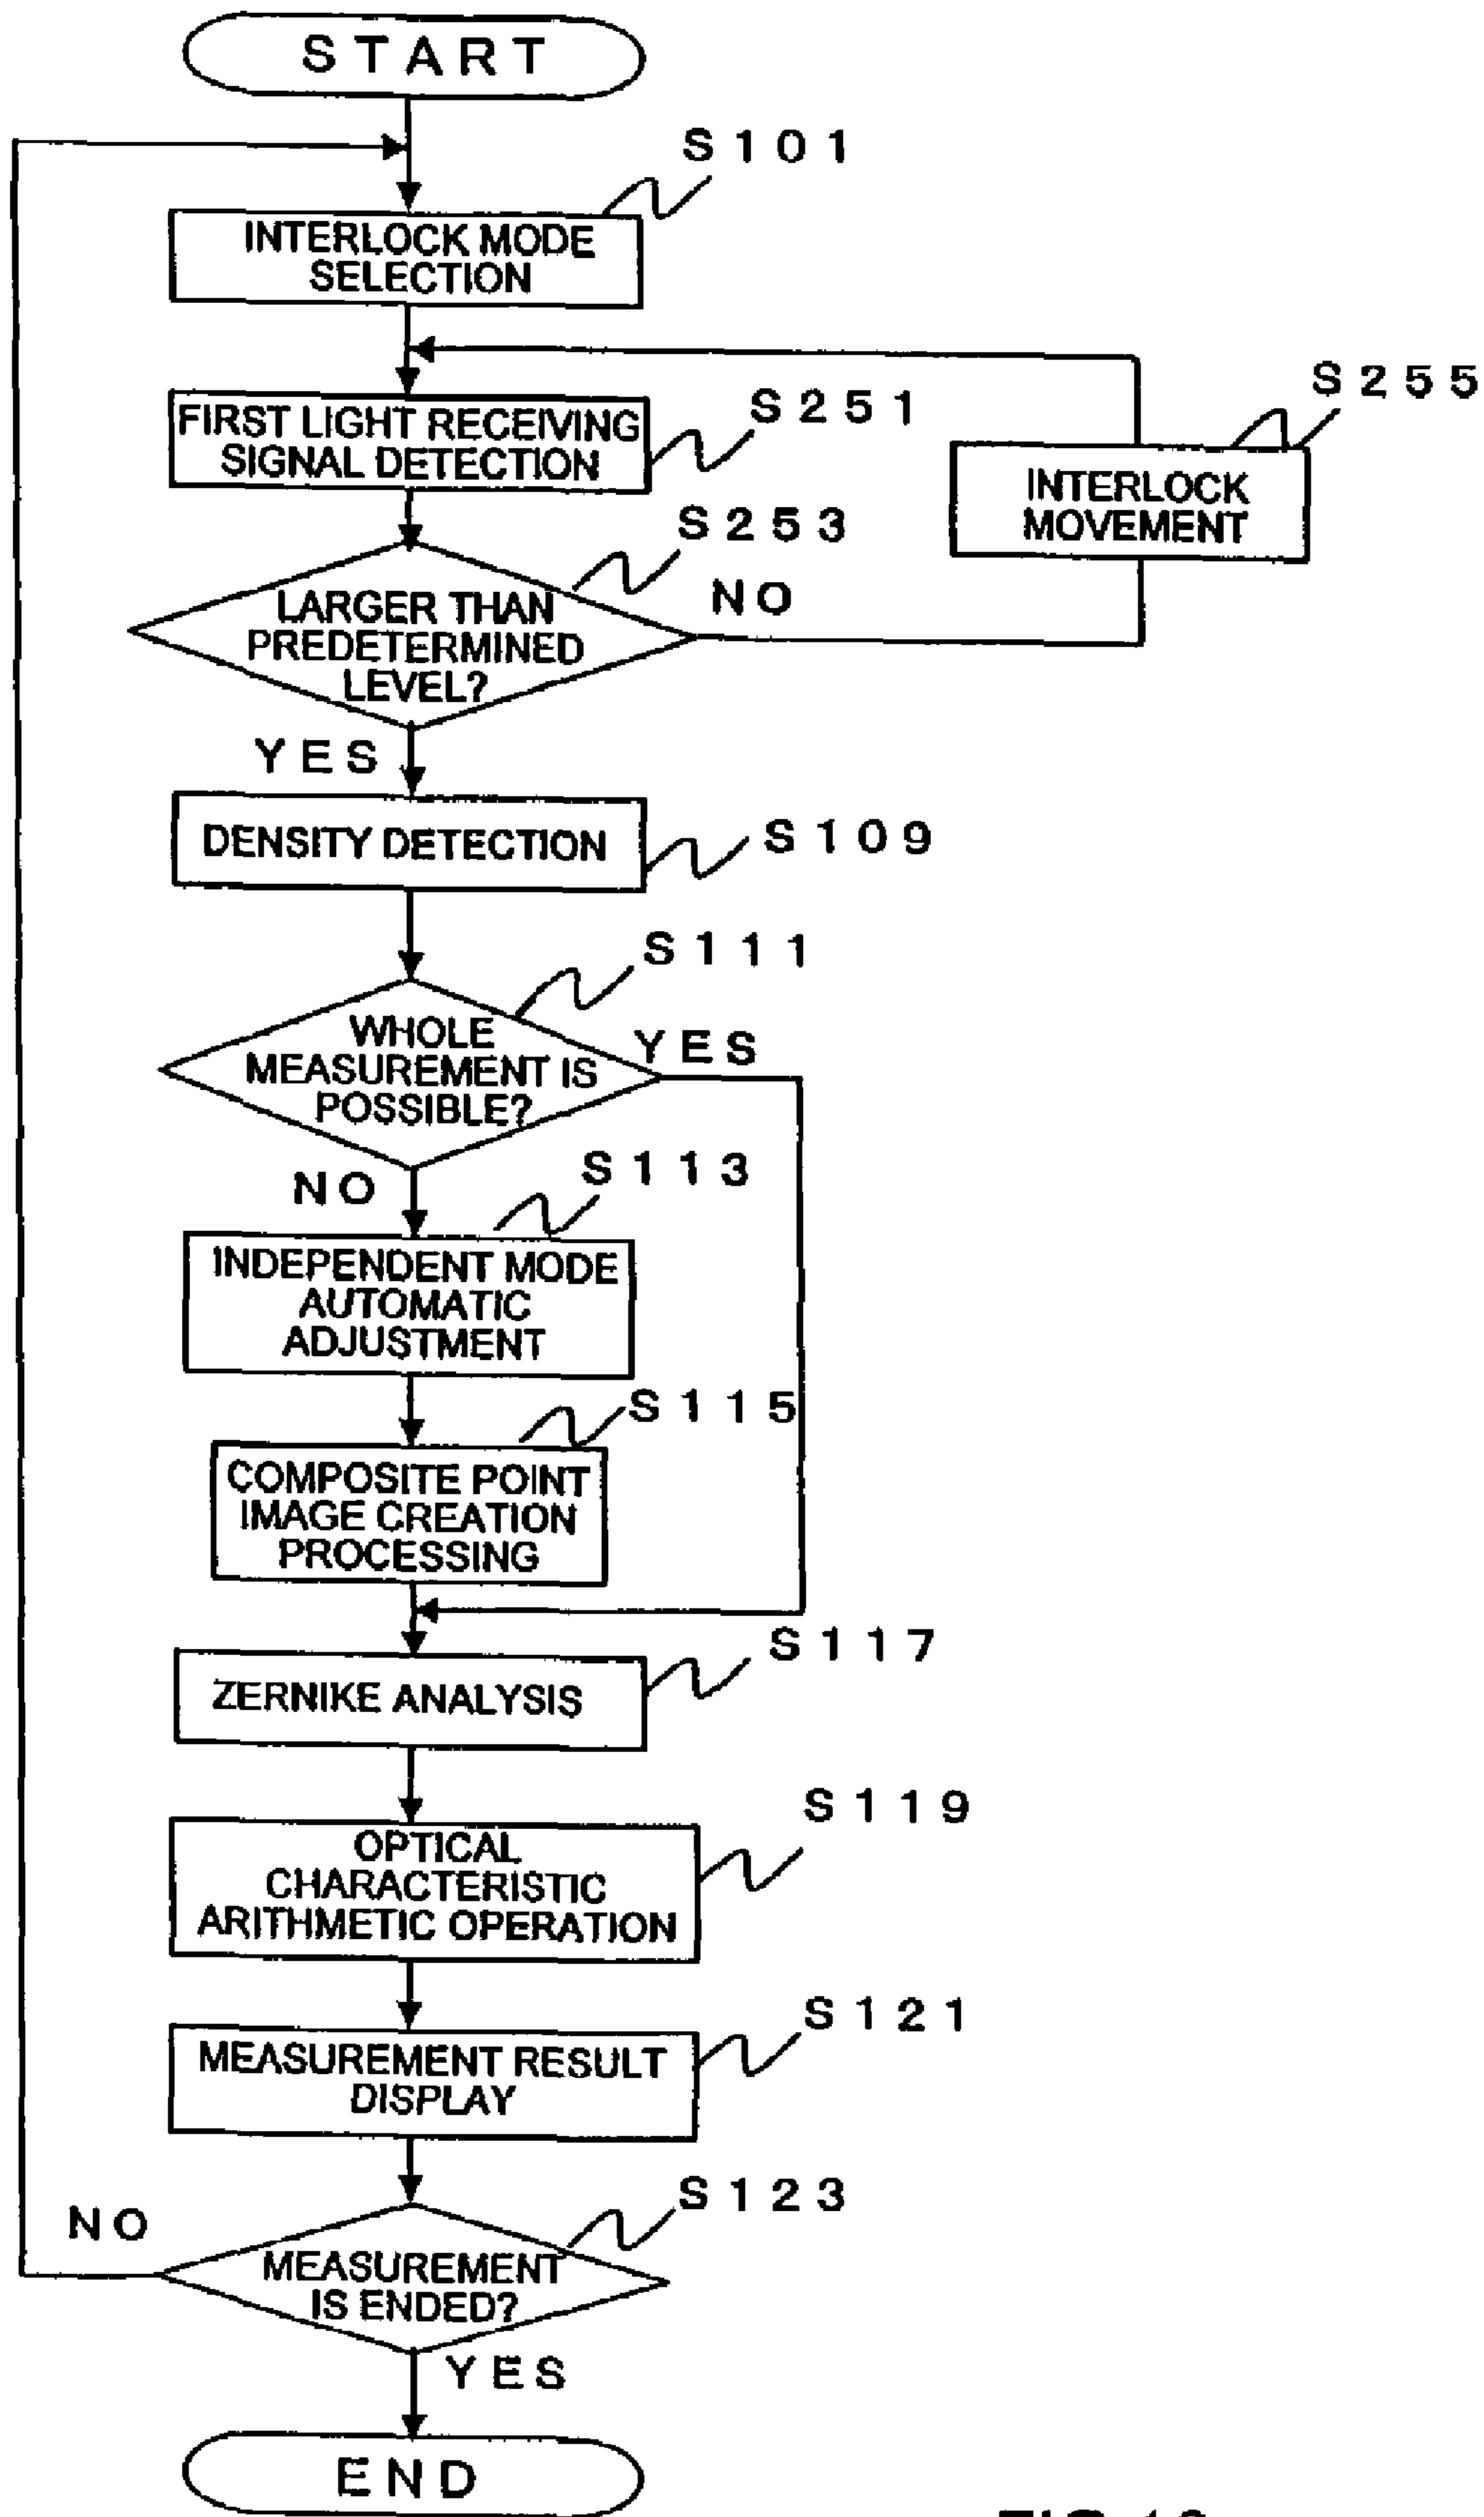 START
S101
INTERLOCK MODE
SELECTION
S255
S251
FIRST LIGHT RECEIVING
SIGNAL DETECTION
INTERLOCK
MOVEMENT
S253
NO
LARGER THAN
PREDETERMINED
LEVEL?
YES
DENSITY DETECTION
S109
S111
WHOLE
MEASUREMENT IS
POSSIBLE?
YES
NO
S113
INDEPENDENT MODE
AUTOMATIC
ADJUSTMENT
S115
COMPOSITE POINT
IMAGE CREATION
PROCESSING
S117
ZERNIKE ANALYSIS
S119
OPTICAL
CHARACTERISTIC
ARITHMETIC OPERATION
S121
MEASUREMENT RESULT
DISPLAY
S123
NO
MEASUREMENT
IS ENDED?
YES
END